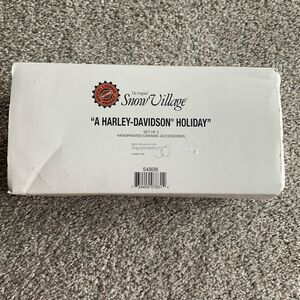 The Original
Snow Village®
"A HARLEY-DAVIDSON® HOLIDAY"
SET OF 2
HANDPAINTED CERAMIC ACCESSORIES
Department 56
54898